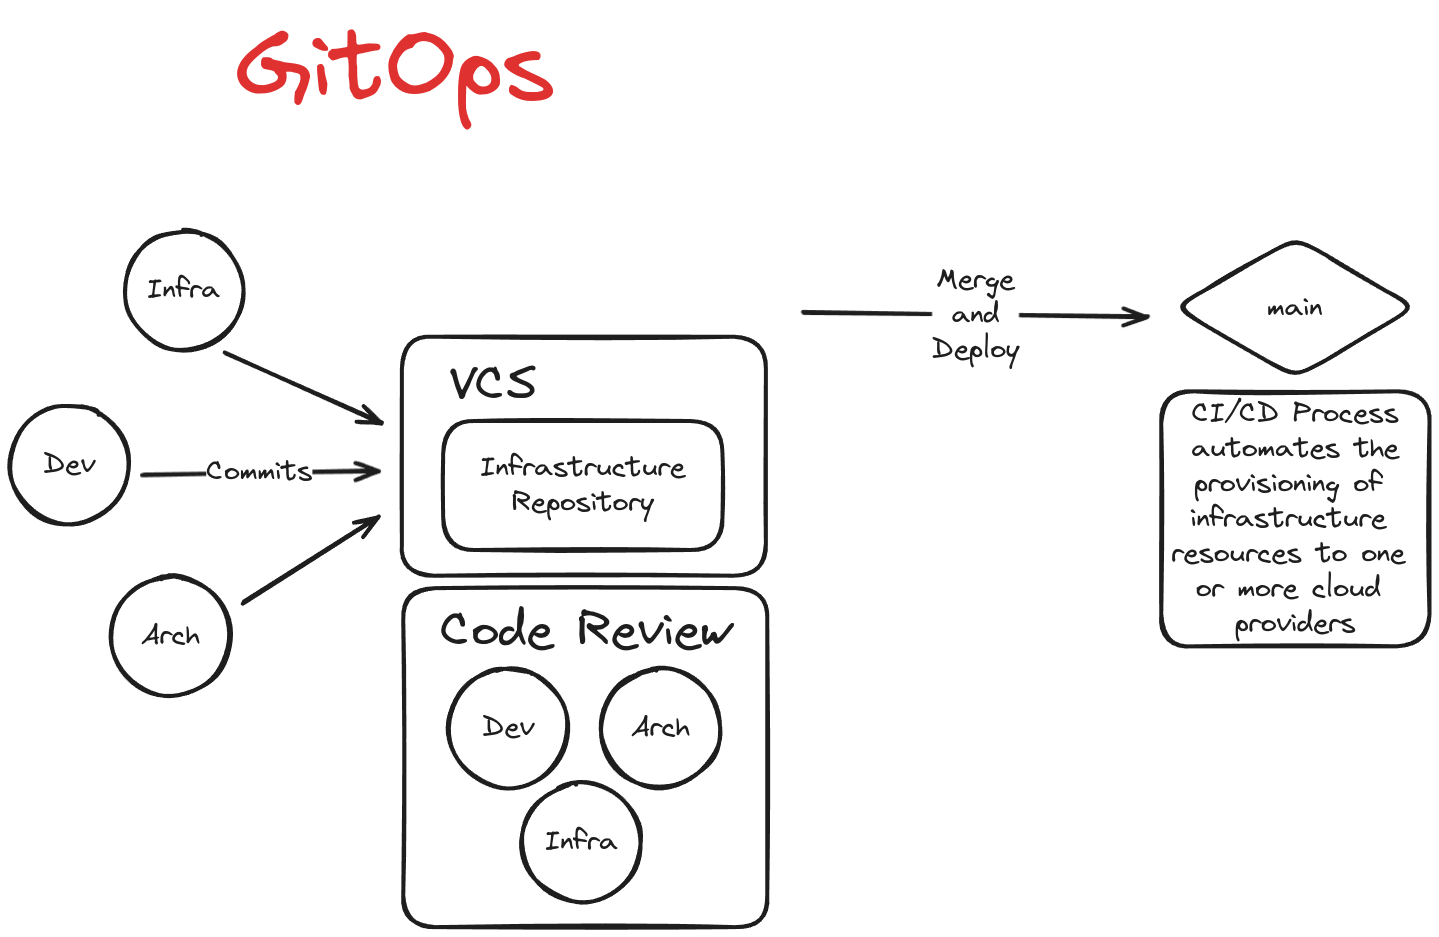 GitOps
Infra
Dev
Arch
Commits
VCS
Infrastructure
Repository
Code Review
Dev
Arch
Infra
Merge
and
Deploy
main
CI/CD Process
automates the
provisioning of
infrastructure
resources to one
or more cloud
providers